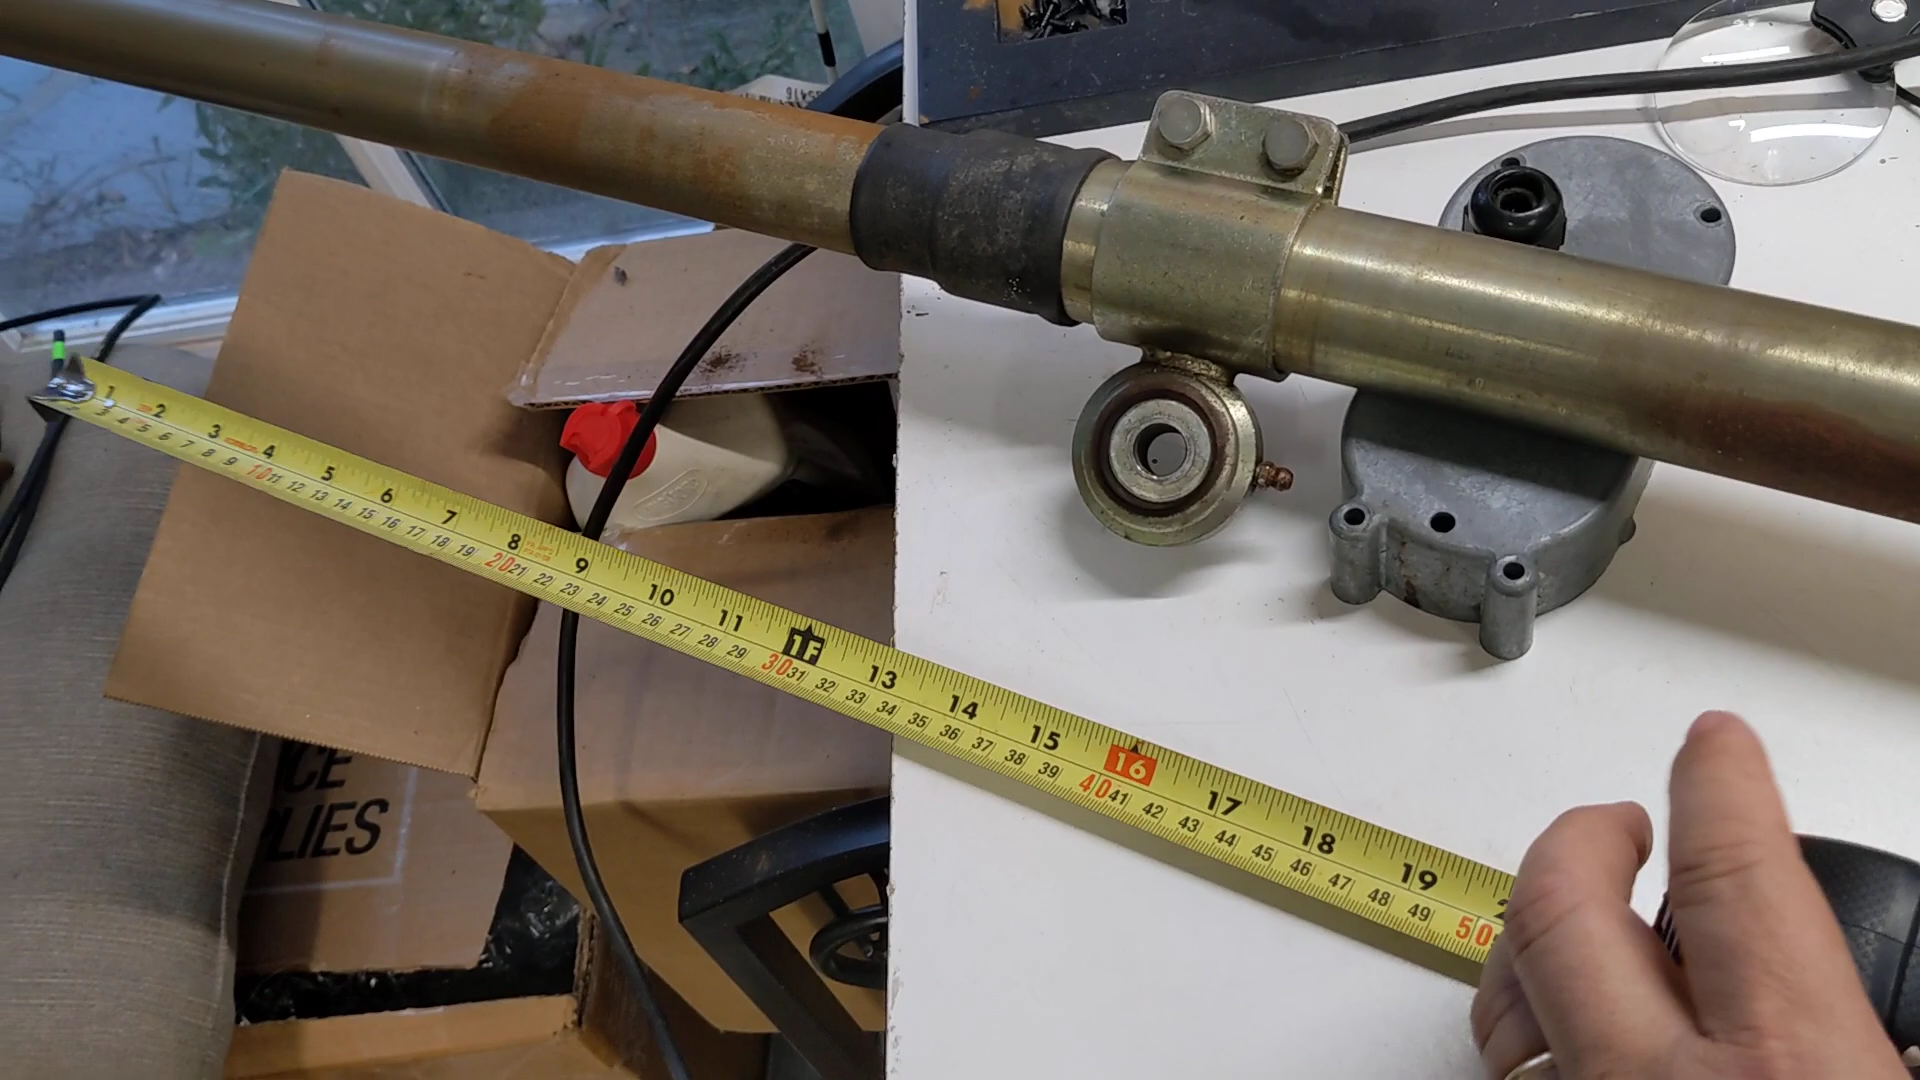 1 2 3 4 5 6 7 8 9 10 11 1F 13 14 15 16 17 18 19
3 4 5 6 7 8 9 10 11 12 13 14 15 16 17 18 19 20 21 22 23 24 25 26 27 28 29 30 31 32 33 34 35 36 37 38 39 40 41 42 43 44 45 46 47 48 49 50
ICE
LIES